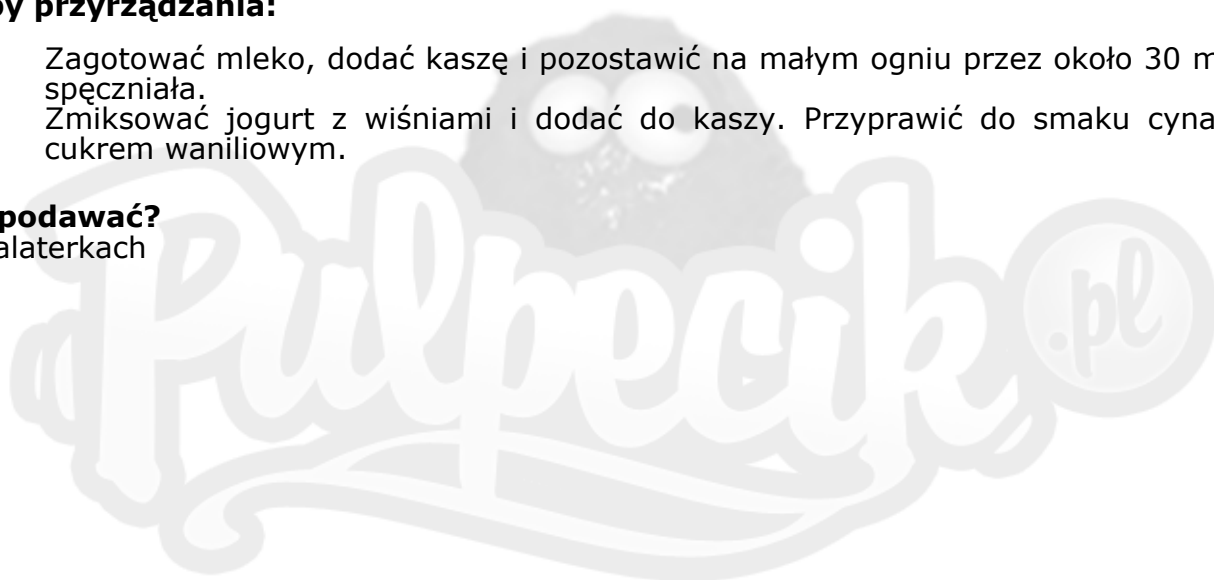 by przyrządzania:
Zagotować mleko, dodać kaszę i pozostawić na małym ogniu przez około 30 m
spęczniała.
Zmiksować jogurt z wiśniami i dodać do kaszy. Przyprawić do smaku cyna
cukrem waniliowym.
podawać?
alaterkach
Pulpecik.pl